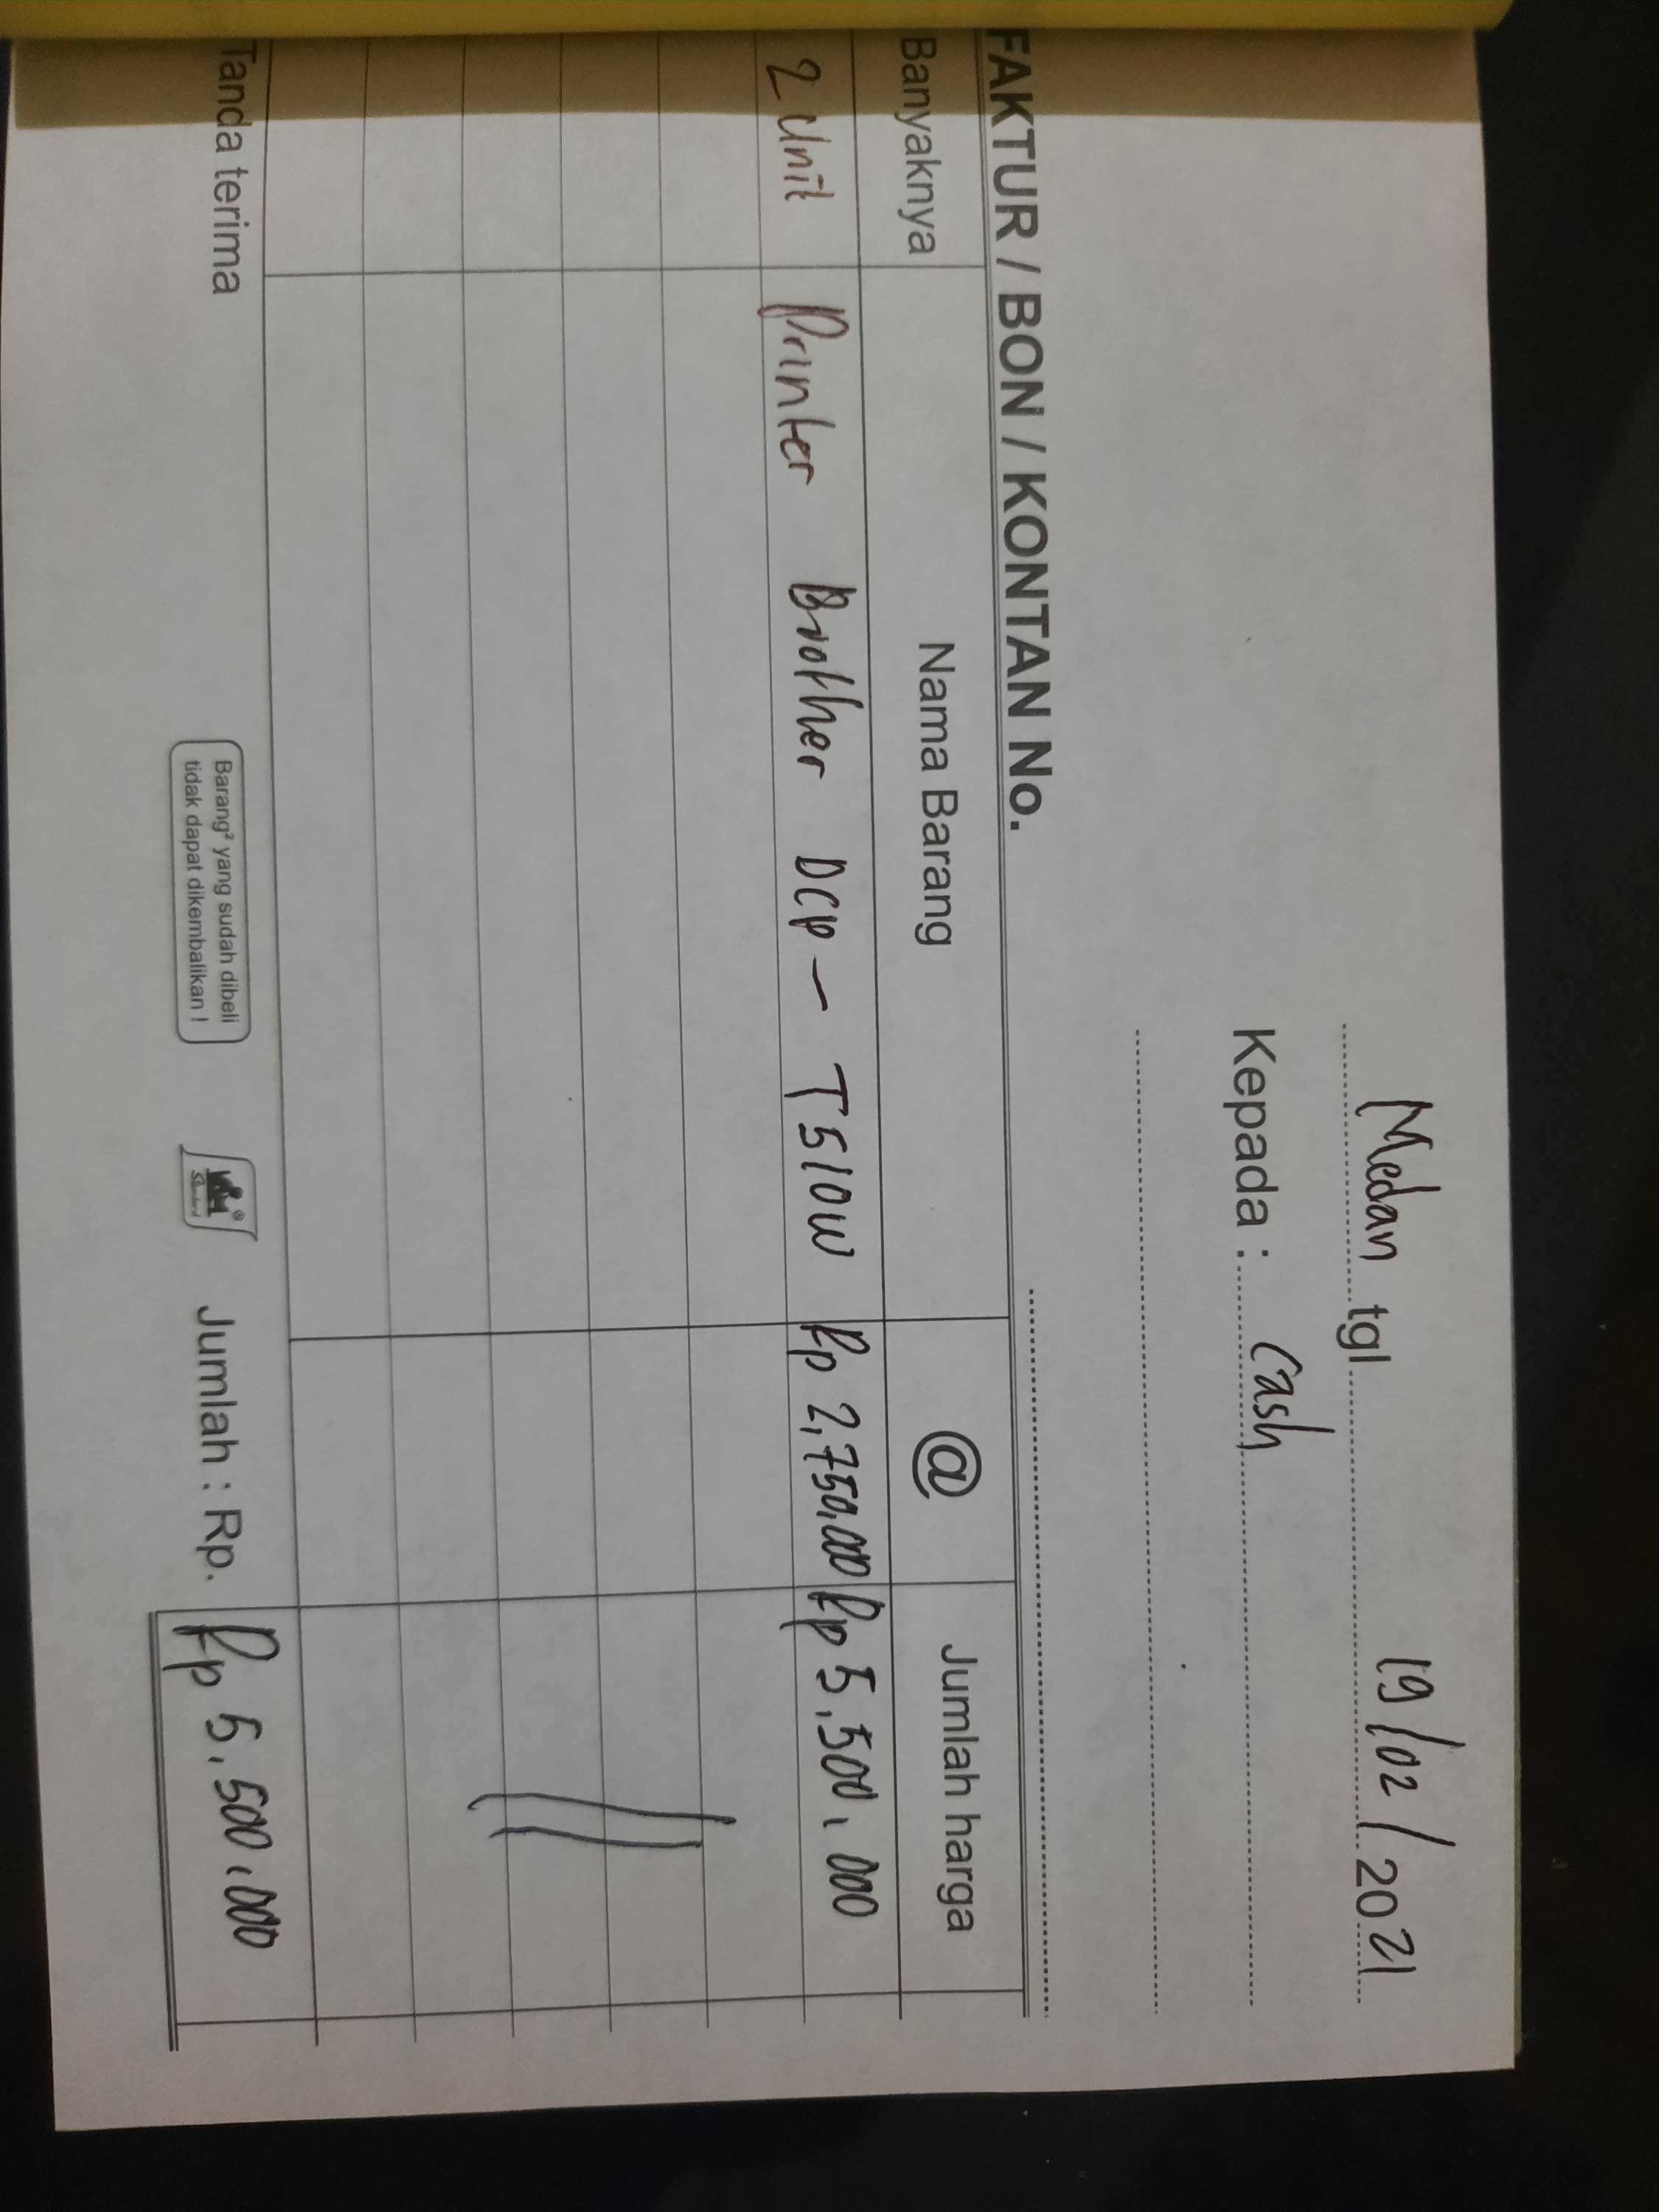 Medan tgl 19/02/2021
Kepada : Cash
FAKTUR / BON / KONTAN No.
Banyaknya Nama Barang @ Jumlah harga
2 Unit Printer Brother DCP - T510W Rp 2,750,000 Rp 5,500,000
Tanda terima Jumlah : Rp. Rp 5,500,000
Barang² yang sudah dibeli
tidak dapat dikembalikan !